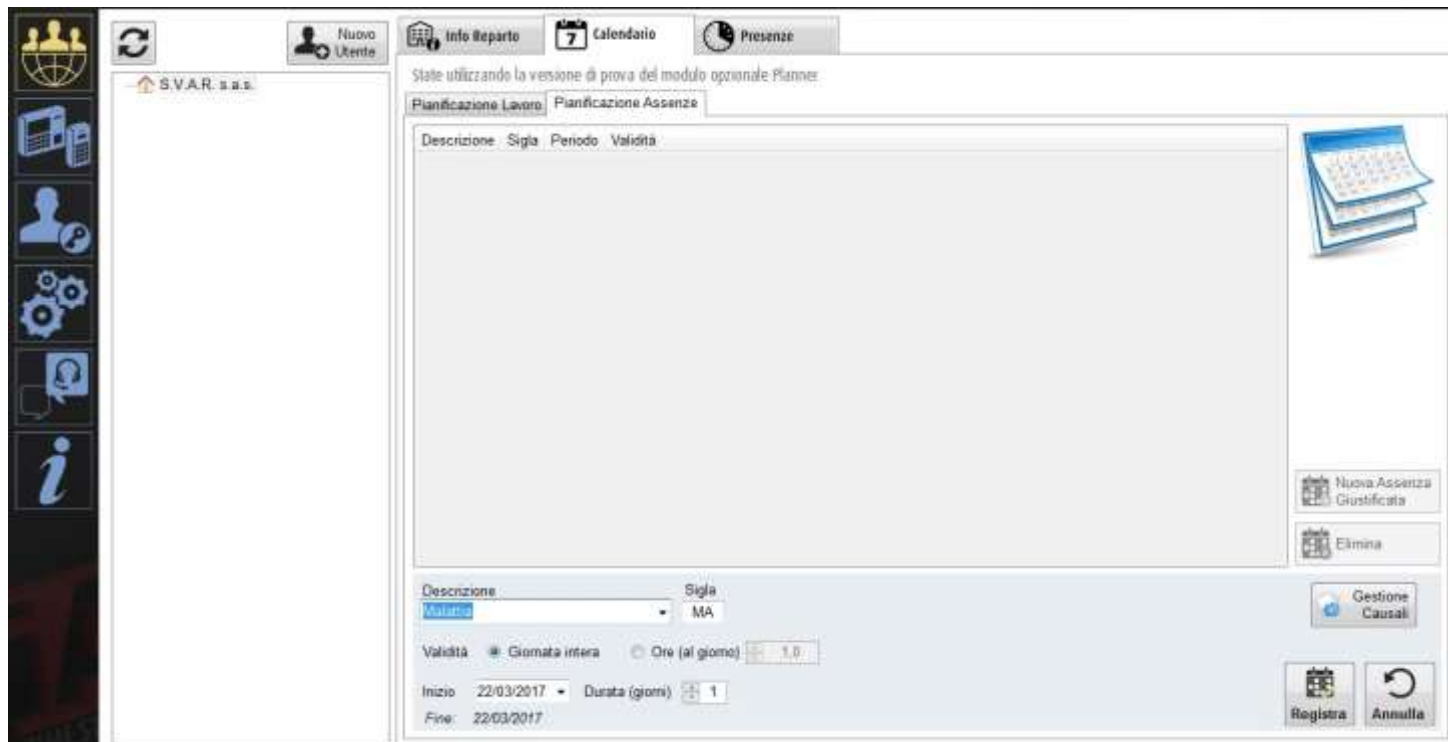 Nuovo
Utente
S.V.A.R. s.a.s.
Info Reparto
7
Calendario
Presenze
State utilizzando la versione di prova del modulo opzionale Planner
Pianificazione Lavoro
Pianificazione Assenze
Descrizione Sigla Periodo Validità
Nuova Assenza
Giustificata
Elimina
Descrizione Sigla
Malattia MA
Gestione
Causali
Validità Giornata intera Ore (al giorno) 1,0
Inizio 22/03/2017 Durata (giorni) 1
Fine: 22/03/2017
Registra Annulla